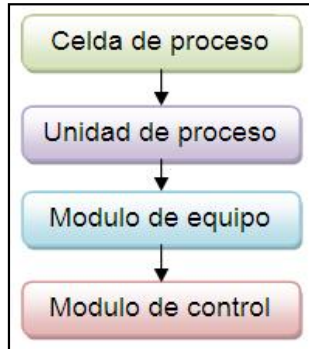 Celda de proceso
Unidad de proceso
Modulo de equipo
Modulo de control